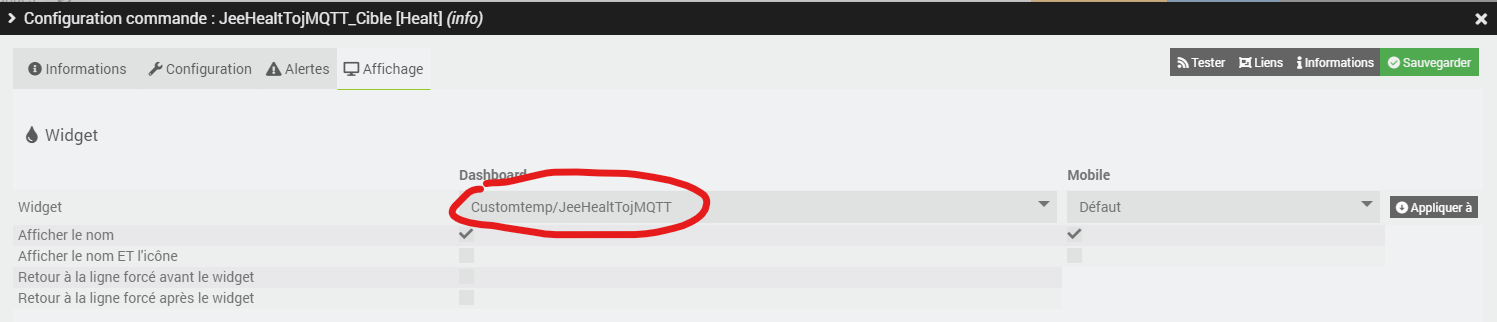 Configuration commande : JeeHealtTojMQTT_Cible [Healt] (info)
Informations Configuration Alertes Affichage Tester Liens Informations Sauvegarder
Widget
Dashboard Mobile
Widget Customtemp/JeeHealtTojMQTT Défaut Appliquer à
Afficher le nom
Afficher le nom ET l'icône
Retour à la ligne forcé avant le widget
Retour à la ligne forcé après le widget